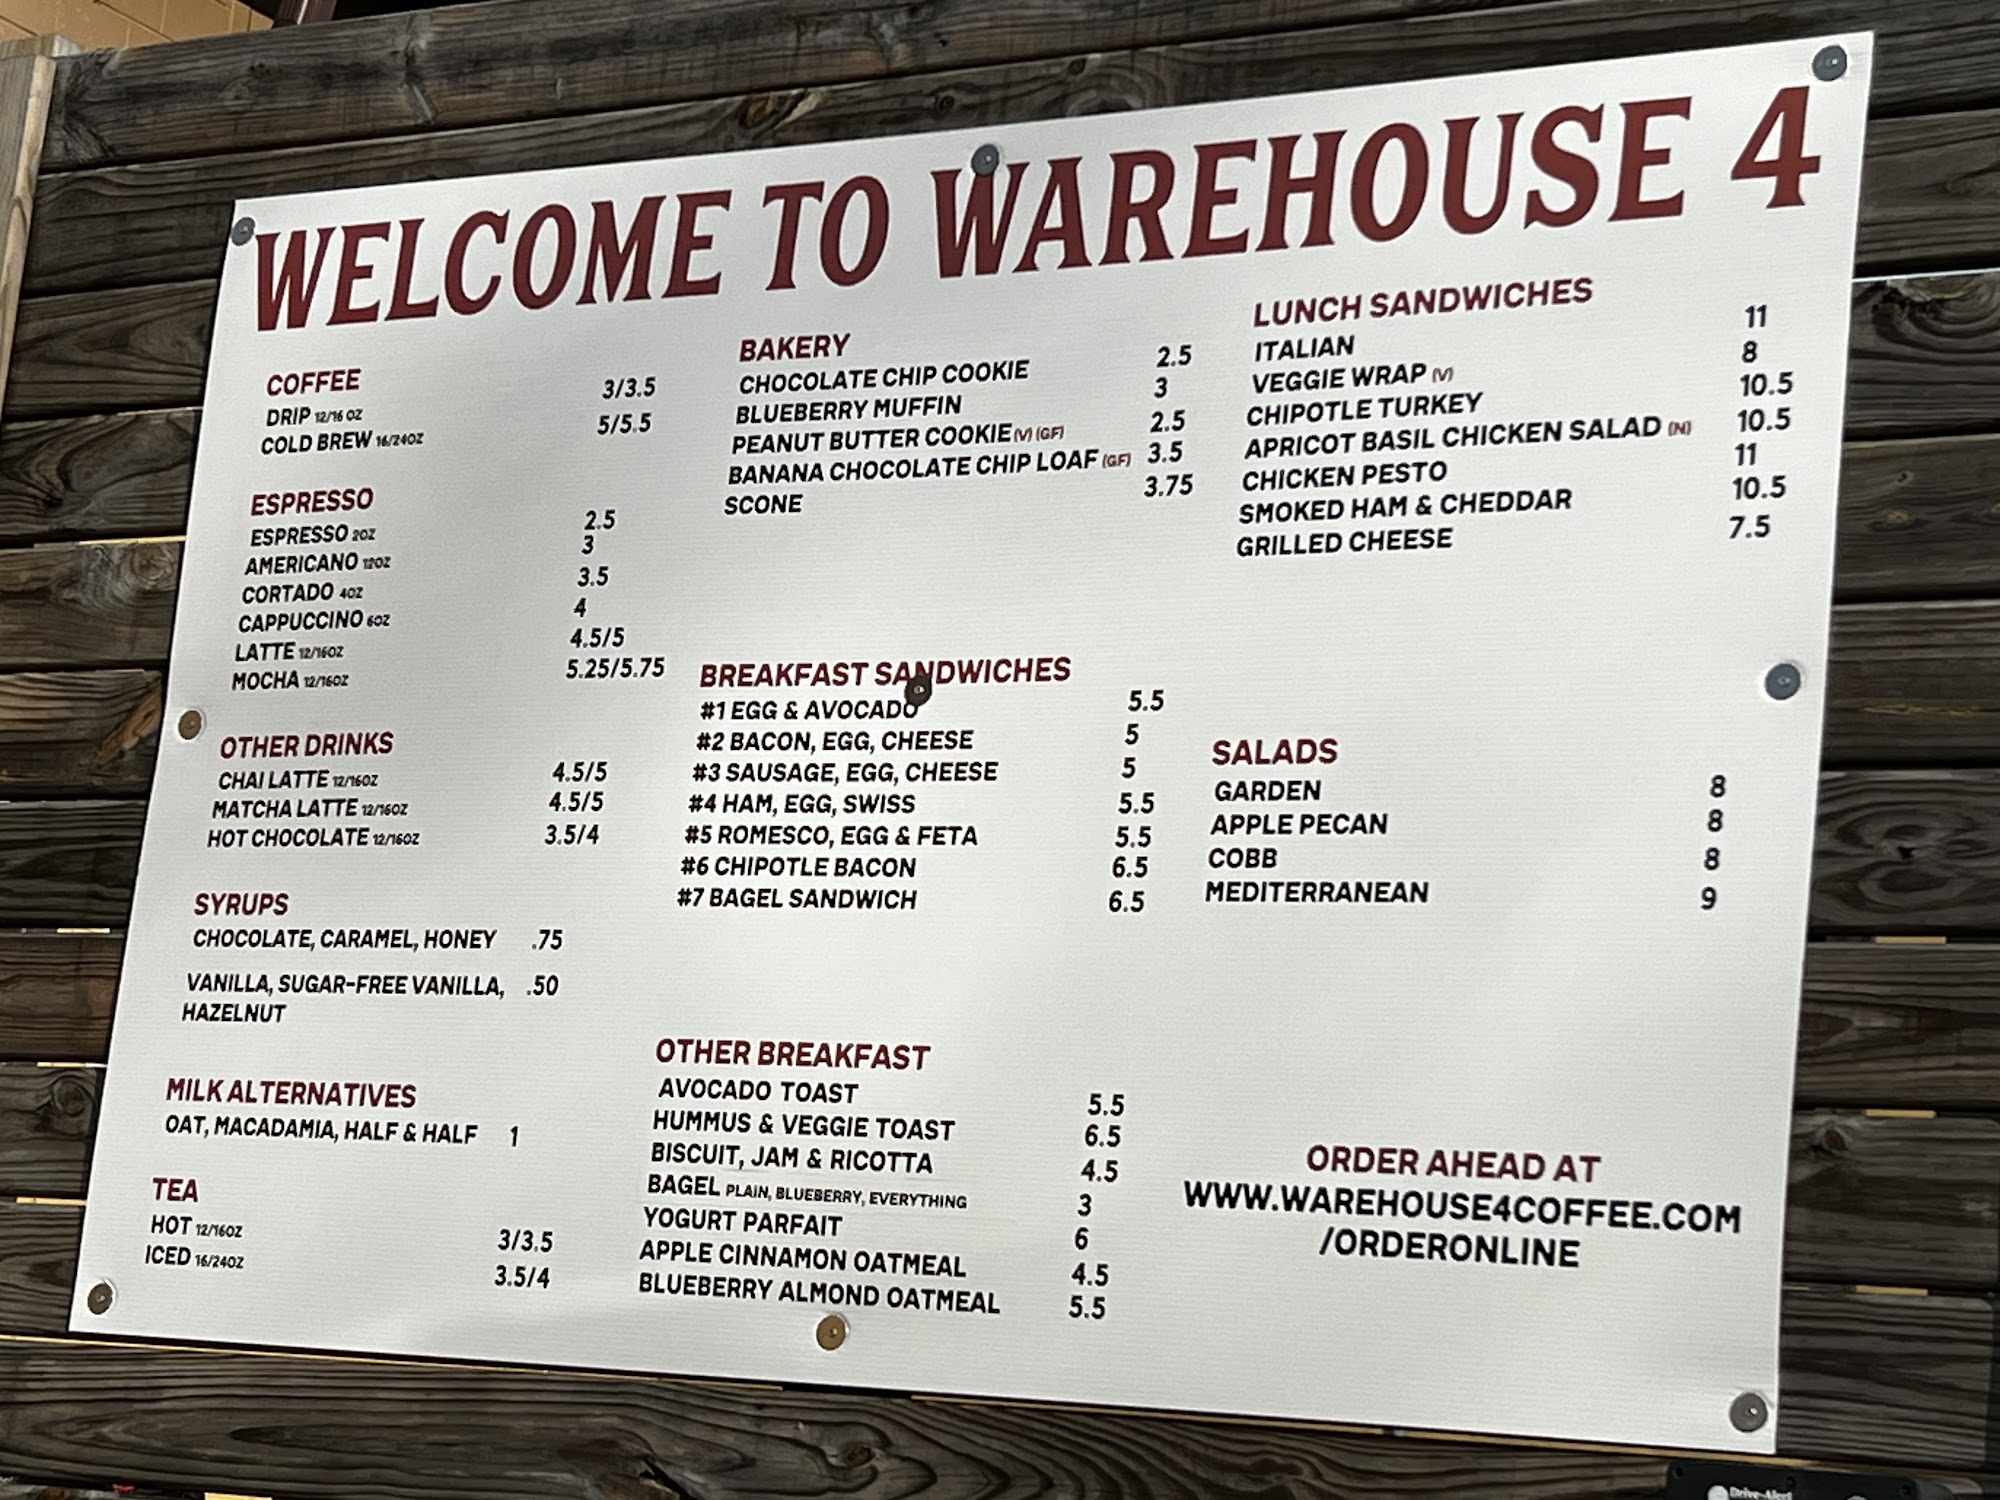 WELCOME TO WAREHOUSE 4
COFFEE
DRIP 12/16 OZ 3/3.5
COLD BREW 16/24OZ 5/5.5
ESPRESSO
ESPRESSO 2OZ 2.5
AMERICANO 12OZ 3
CORTADO 4OZ 3.5
CAPPUCCINO 6OZ 4
LATTE 12/16OZ 4.5/5
MOCHA 12/16OZ 5.25/5.75
OTHER DRINKS
CHAI LATTE 12/16OZ 4.5/5
MATCHA LATTE 12/16OZ 4.5/5
HOT CHOCOLATE 12/16OZ 3.5/4
SYRUPS
CHOCOLATE, CARAMEL, HONEY .75
VANILLA, SUGAR-FREE VANILLA, .50
HAZELNUT
MILK ALTERNATIVES
OAT, MACADAMIA, HALF & HALF 1
TEA
HOT 12/16OZ 3/3.5
ICED 16/24OZ 3.5/4
BAKERY
CHOCOLATE CHIP COOKIE 2.5
BLUEBERRY MUFFIN 3
PEANUT BUTTER COOKIE (V) (GF) 2.5
BANANA CHOCOLATE CHIP LOAF (GF) 3.5
SCONE 3.75
BREAKFAST SANDWICHES
#1 EGG & AVOCADO 5.5
#2 BACON, EGG, CHEESE 5
#3 SAUSAGE, EGG, CHEESE 5
#4 HAM, EGG, SWISS 5.5
#5 ROMESCO, EGG & FETA 5.5
#6 CHIPOTLE BACON 6.5
#7 BAGEL SANDWICH 6.5
OTHER BREAKFAST
AVOCADO TOAST 5.5
HUMMUS & VEGGIE TOAST 6.5
BISCUIT, JAM & RICOTTA 4.5
BAGEL PLAIN, BLUEBERRY, EVERYTHING 3
YOGURT PARFAIT 6
APPLE CINNAMON OATMEAL 4.5
BLUEBERRY ALMOND OATMEAL 5.5
LUNCH SANDWICHES
ITALIAN 11
VEGGIE WRAP (V) 8
CHIPOTLE TURKEY 10.5
APRICOT BASIL CHICKEN SALAD (N) 10.5
CHICKEN PESTO 11
SMOKED HAM & CHEDDAR 10.5
GRILLED CHEESE 7.5
SALADS
GARDEN 8
APPLE PECAN 8
COBB 8
MEDITERRANEAN 9
ORDER AHEAD AT
WWW.WAREHOUSE4COFFEE.COM
/ORDERONLINE
Drive-Alert